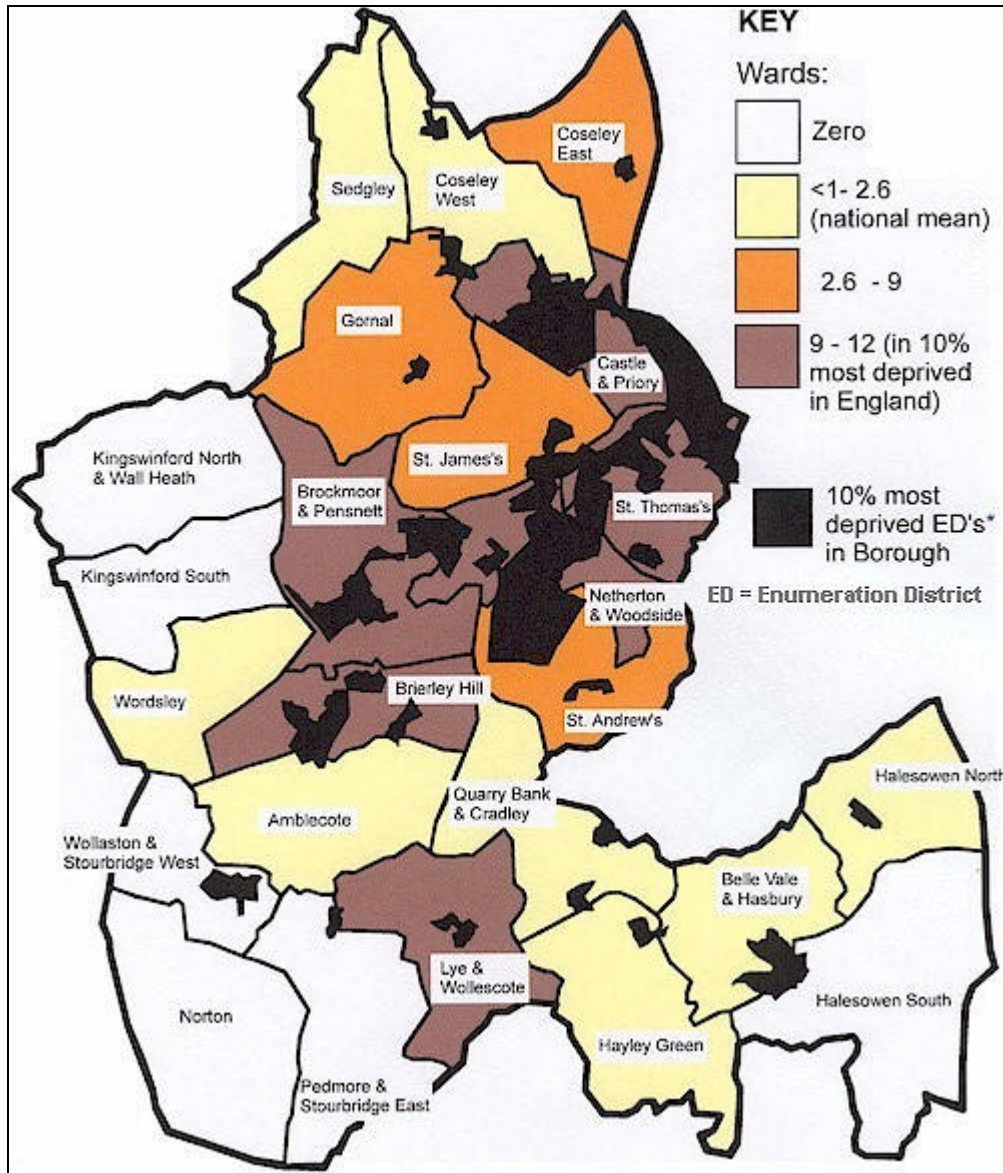 KEY
Wards:
Zero
<1- 2.6
(national mean)
2.6 - 9
9 - 12 (in 10%
most deprived
in England)
10% most
deprived ED's*
in Borough
ED = Enumeration District
Coseley
East
Sedgley
Coseley
West
Gornal
Castle
& Priory
Kingswinford North
& Wall Heath
St. James's
Brockmoor
& Pensnett
St. Thomas's
Kingswinford South
Netherton
& Woodside
Wordsley
Brierley Hill
St. Andrew's
Halesowen North
Quarry Bank
& Cradley
Amblecote
Wollaston &
Stourbridge West
Belle Vale
& Hasbury
Lye &
Wollescote
Halesowen South
Norton
Hayley Green
Pedmore &
Stourbridge East